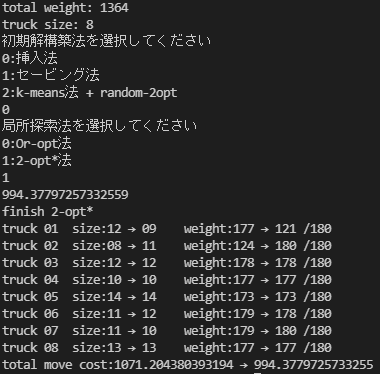 total weight: 1364
truck size: 8
初期解構築法を選択してください
0:挿入法
1:セービング法
2:k-means法 + random-2opt
0
局所探索法を選択してください
0:Or-opt法
1:2-opt*法
1
994.37797257332559
finish 2-opt*
truck 01  size:12 → 09    weight:177 → 121 /180
truck 02  size:08 → 11    weight:124 → 180 /180
truck 03  size:12 → 12    weight:178 → 178 /180
truck 04  size:10 → 10    weight:177 → 177 /180
truck 05  size:14 → 14    weight:173 → 173 /180
truck 06  size:11 → 12    weight:179 → 178 /180
truck 07  size:11 → 10    weight:179 → 180 /180
truck 08  size:13 → 13    weight:177 → 177 /180
total move cost:1071.204380393194 → 994.3779725733255